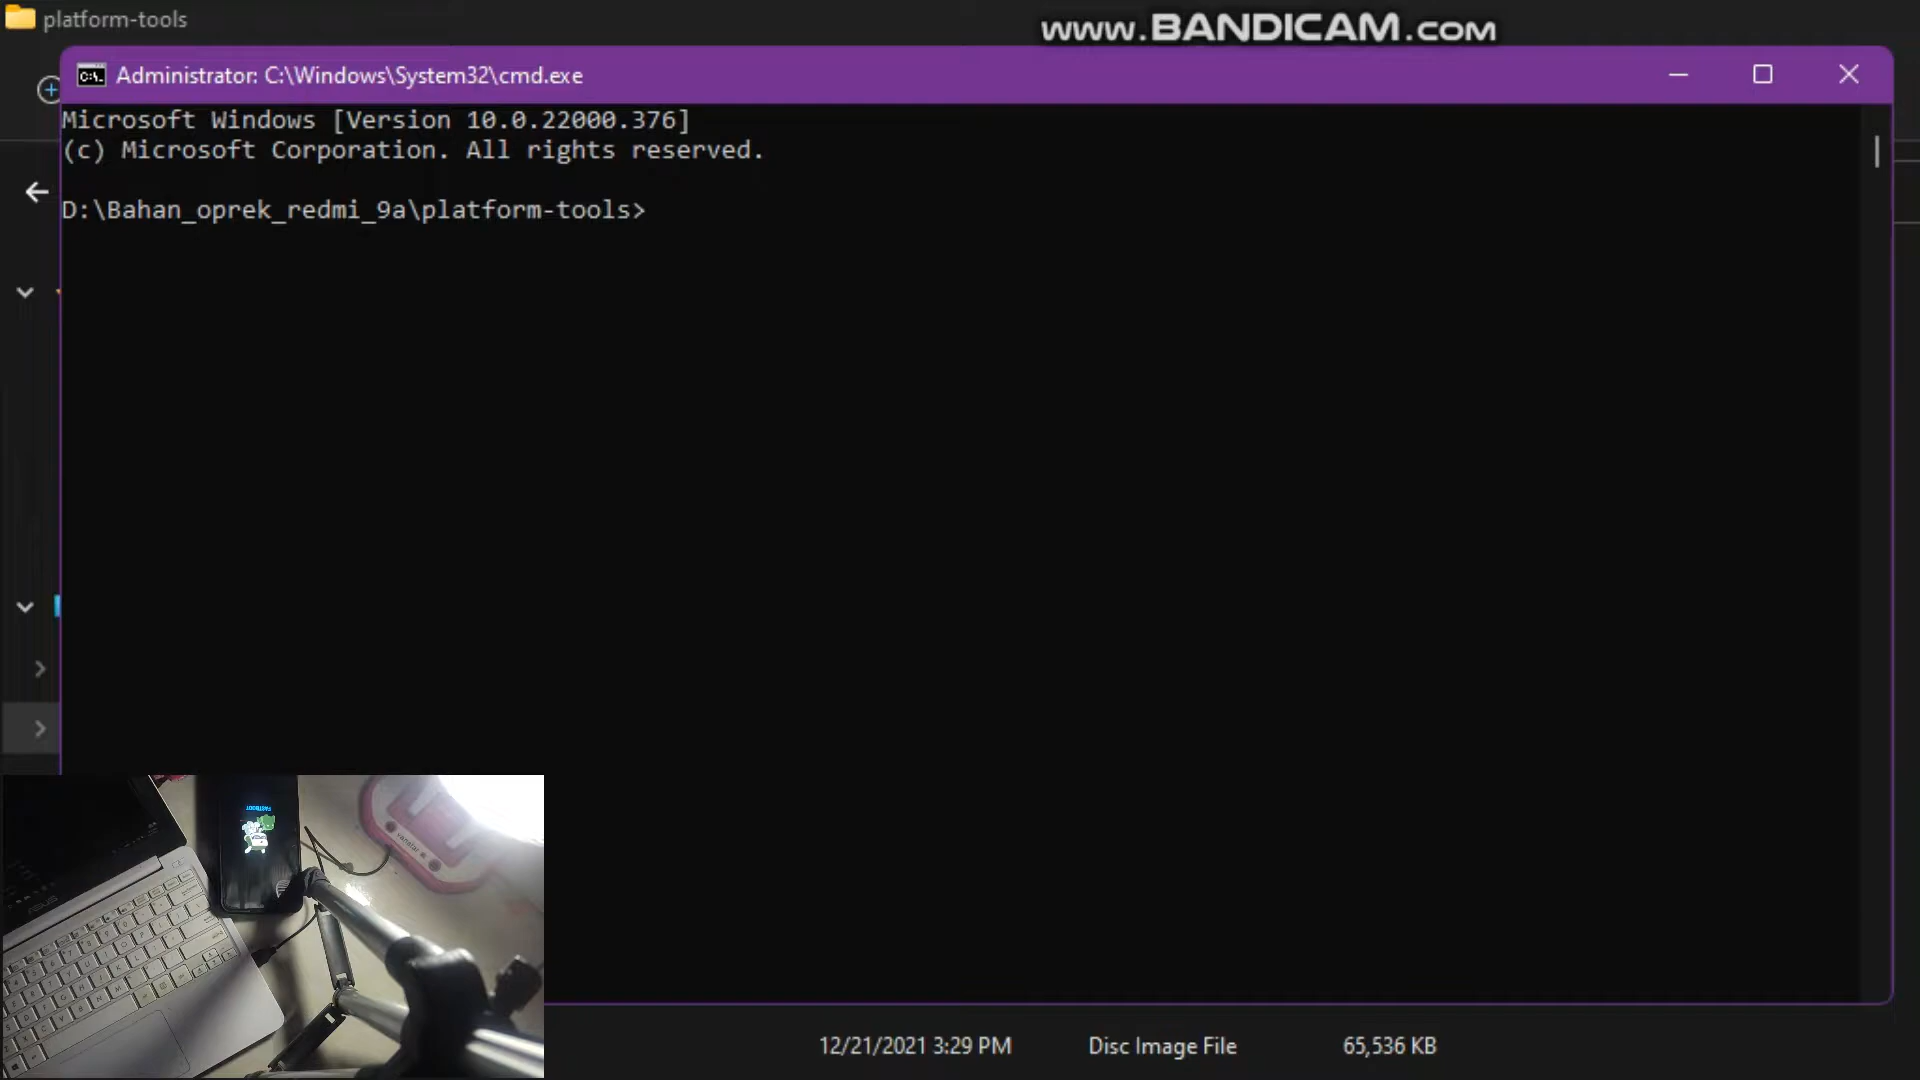 platform-tools
www.BANDICAM.com
Administrator: C:\Windows\System32\cmd.exe
Microsoft Windows [Version 10.0.22000.376]
(c) Microsoft Corporation. All rights reserved.
D:\Bahan_oprek_redmi_9a\platform-tools>
FASTBOOT
vanstar
ASUS
12/21/2021 3:29 PM
Disc Image File
65,536 KB